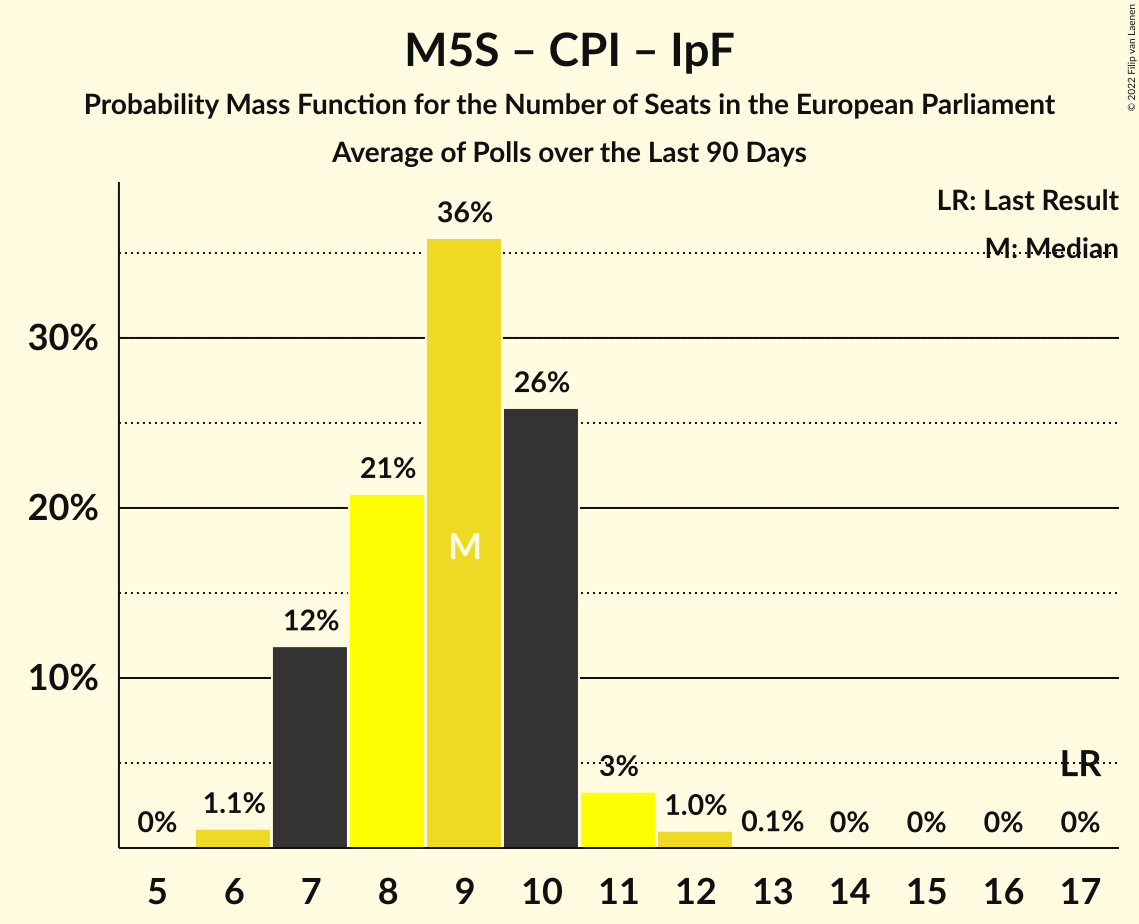 M5S – CPI – IpF
Probability Mass Function for the Number of Seats in the European Parliament
Average of Polls over the Last 90 Days
© 2022 Filip van Laenen
LR: Last Result
M: Median
36%
30%
26%
21%
20%
M
12%
10%
LR
3%
0%
1.1%
1.0%
0.1%
0%
0%
0%
0%
5 6 7 8 9 10 11 12 13 14 15 16 17